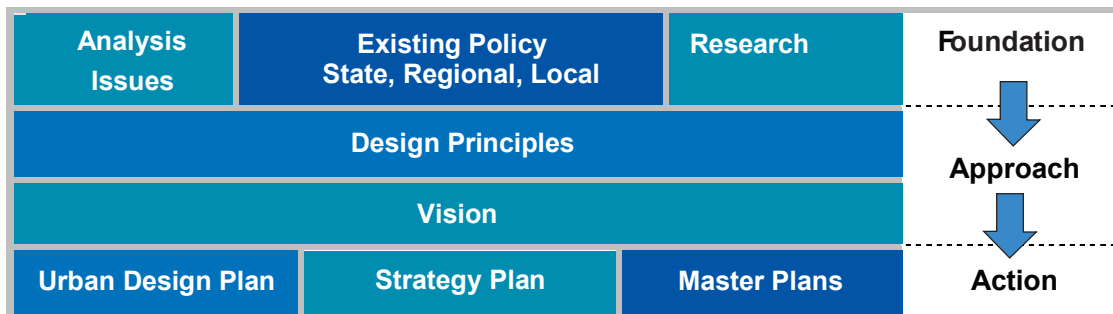 Analysis
Issues
Existing Policy
State, Regional, Local
Research
Foundation
Design Principles
Approach
Vision
Urban Design Plan
Strategy Plan
Master Plans
Action